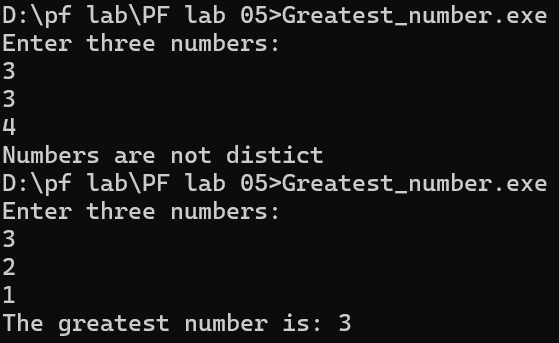 D:\pf lab\PF lab 05>Greatest_number.exe
Enter three numbers:
3
3
4
Numbers are not distict
D:\pf lab\PF lab 05>Greatest_number.exe
Enter three numbers:
3
2
1
The greatest number is: 3